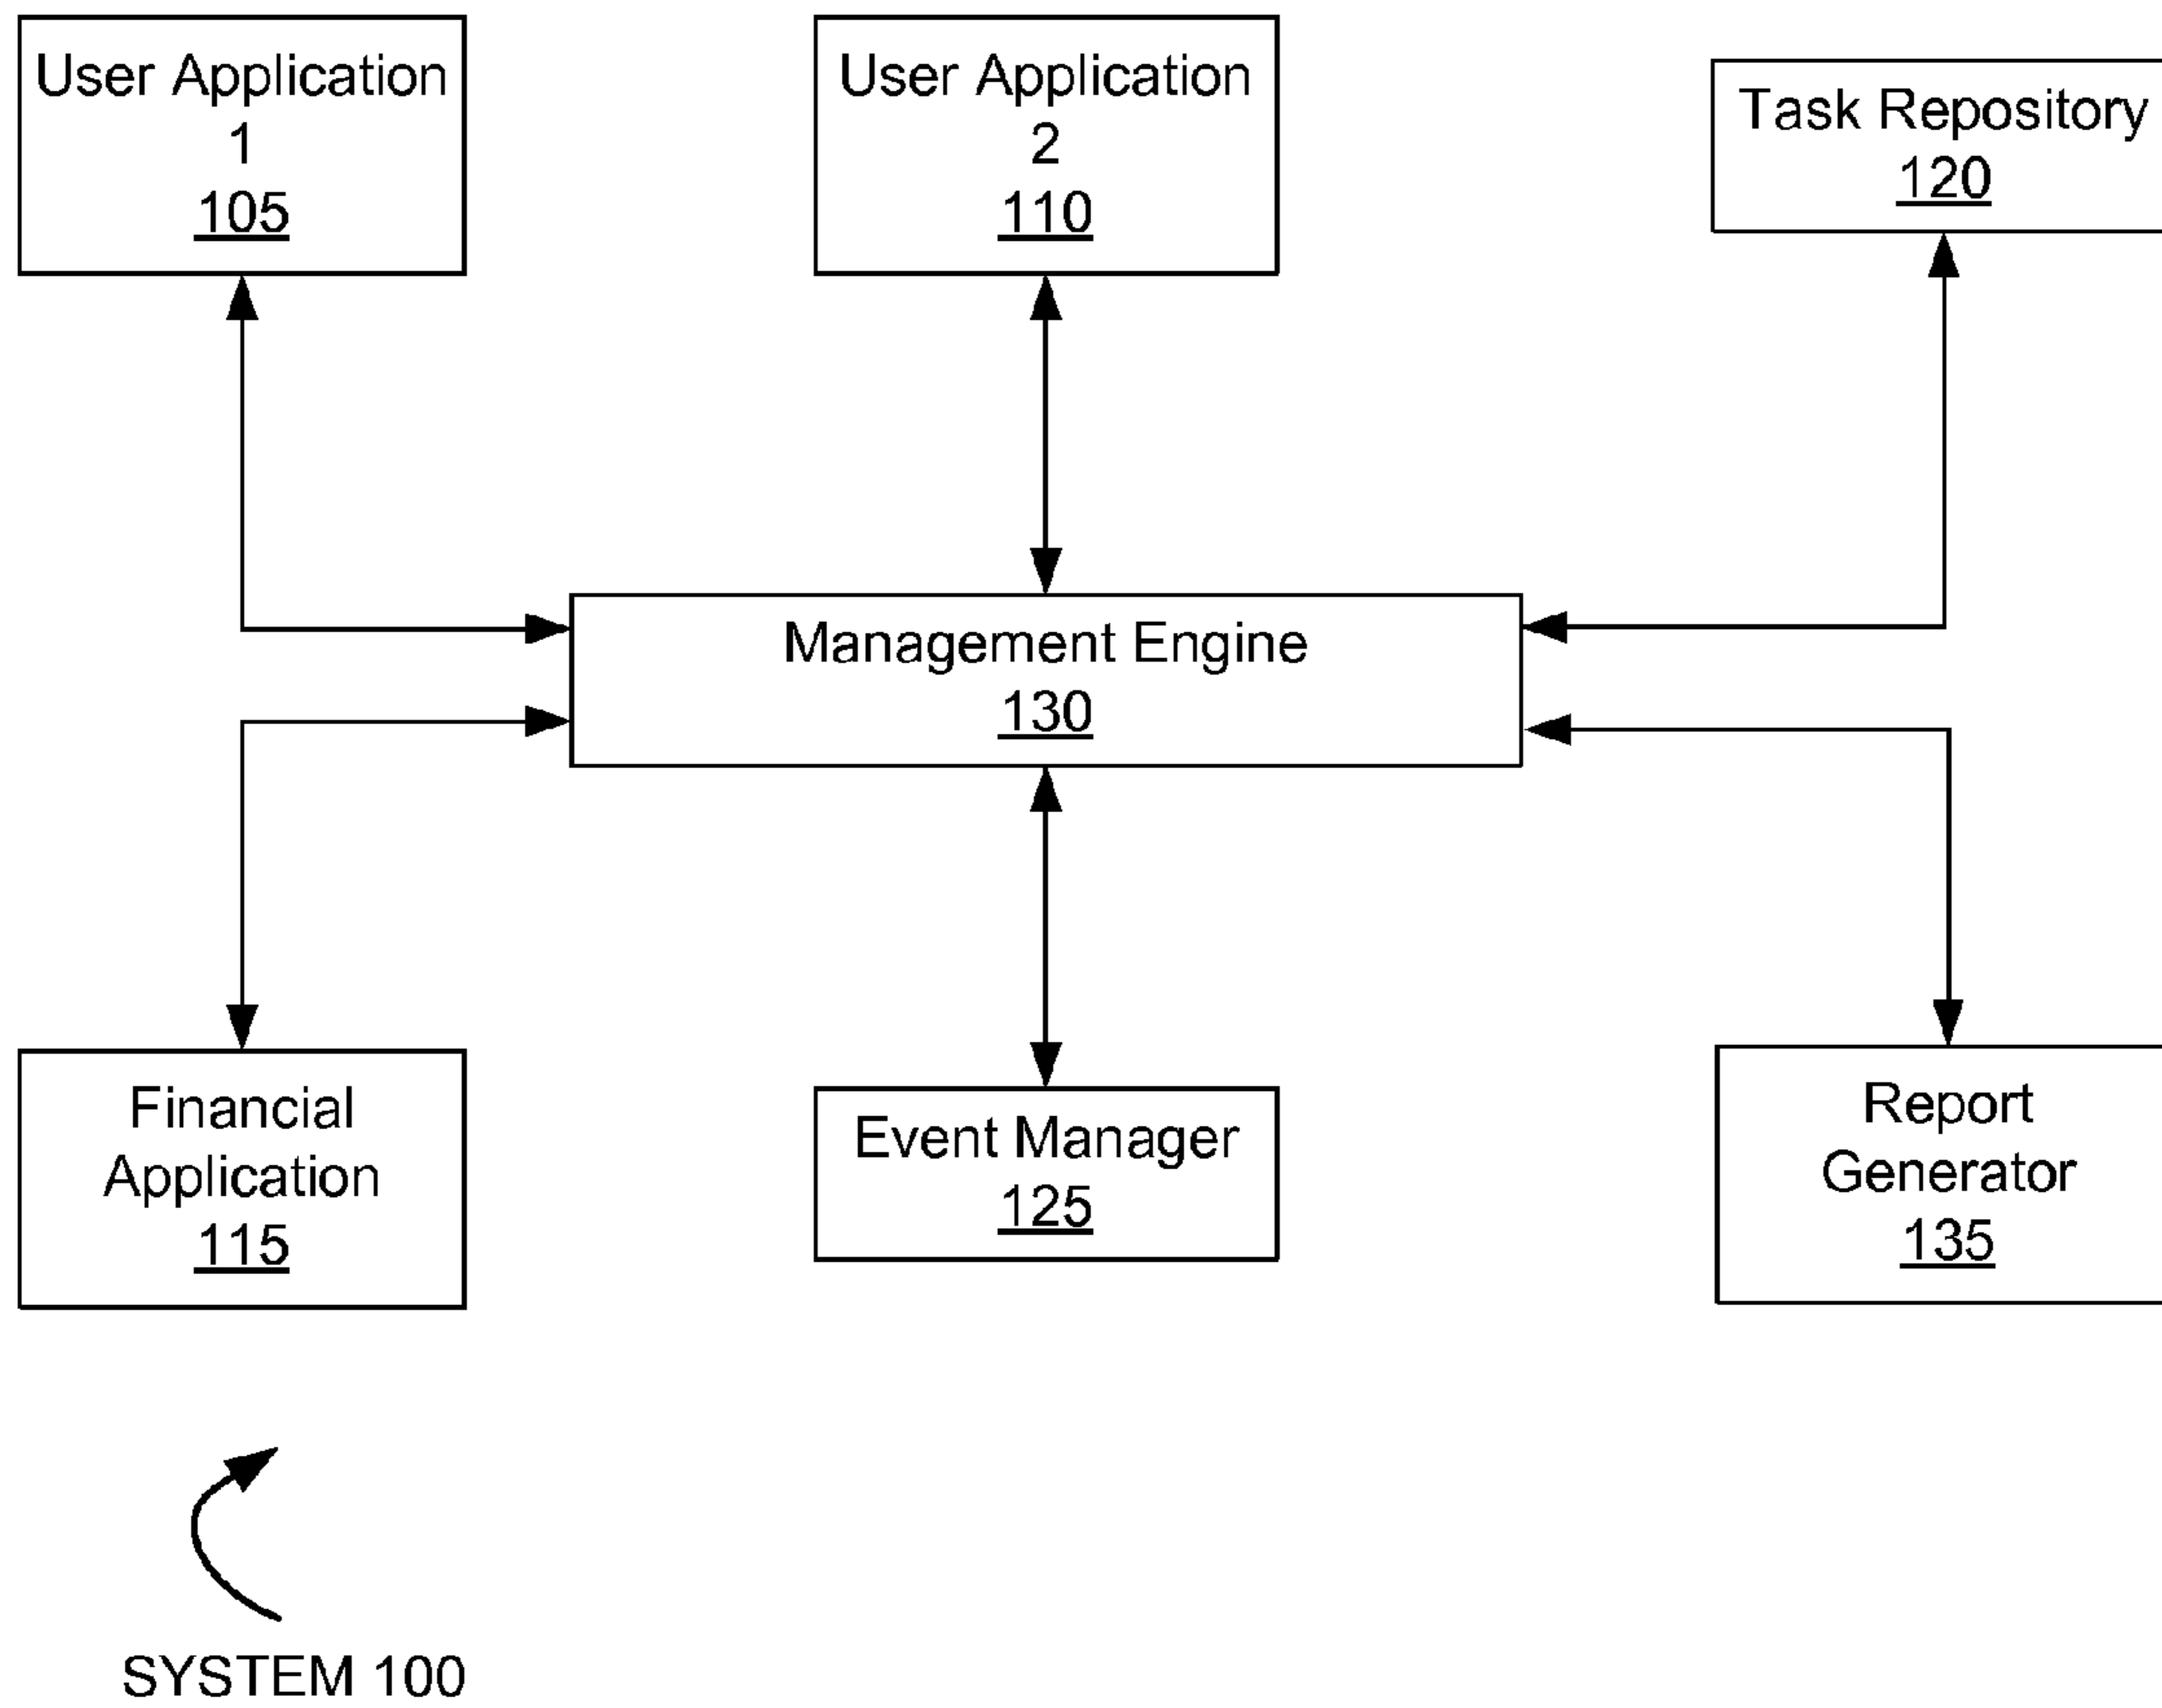 User Application
1
105
User Application
2
110
Task Repository
120
Management Engine
130
Financial
Application
115
Event Manager
125
Report
Generator
135
SYSTEM 100